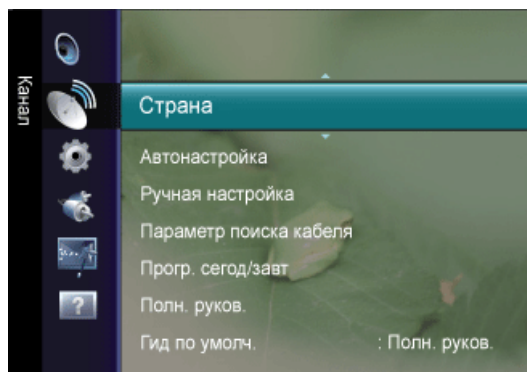 Канал
Страна
Автонастройка
Ручная настройка
Параметр поиска кабеля
Прогр. сегод/завт
Полн. руков.
Гид по умолч. : Полн. руков.